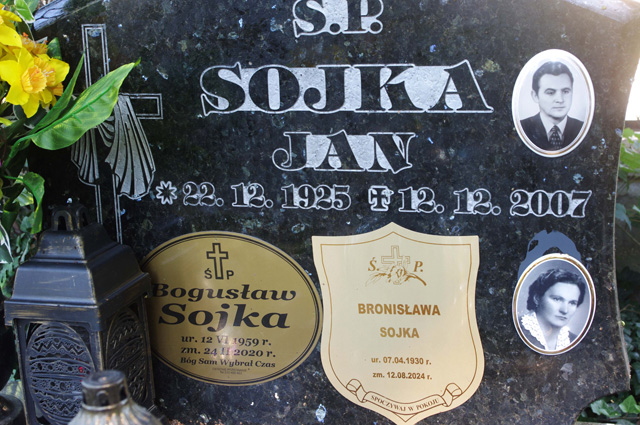 Ś.P.
SOJKA
JAN
22. 12. 1925 12. 12. 2007
Ś P
Bogusław
Sojka
ur. 12 VI 1959 r.
zm. 24 II 2020 r.
Bóg Sam Wybrał Czas
Ś. P.
BRONISŁAWA
SOJKA
ur. 07.04.1930 r.
zm. 12.08.2024 r.
SPOCZYWAJ W POKOJU